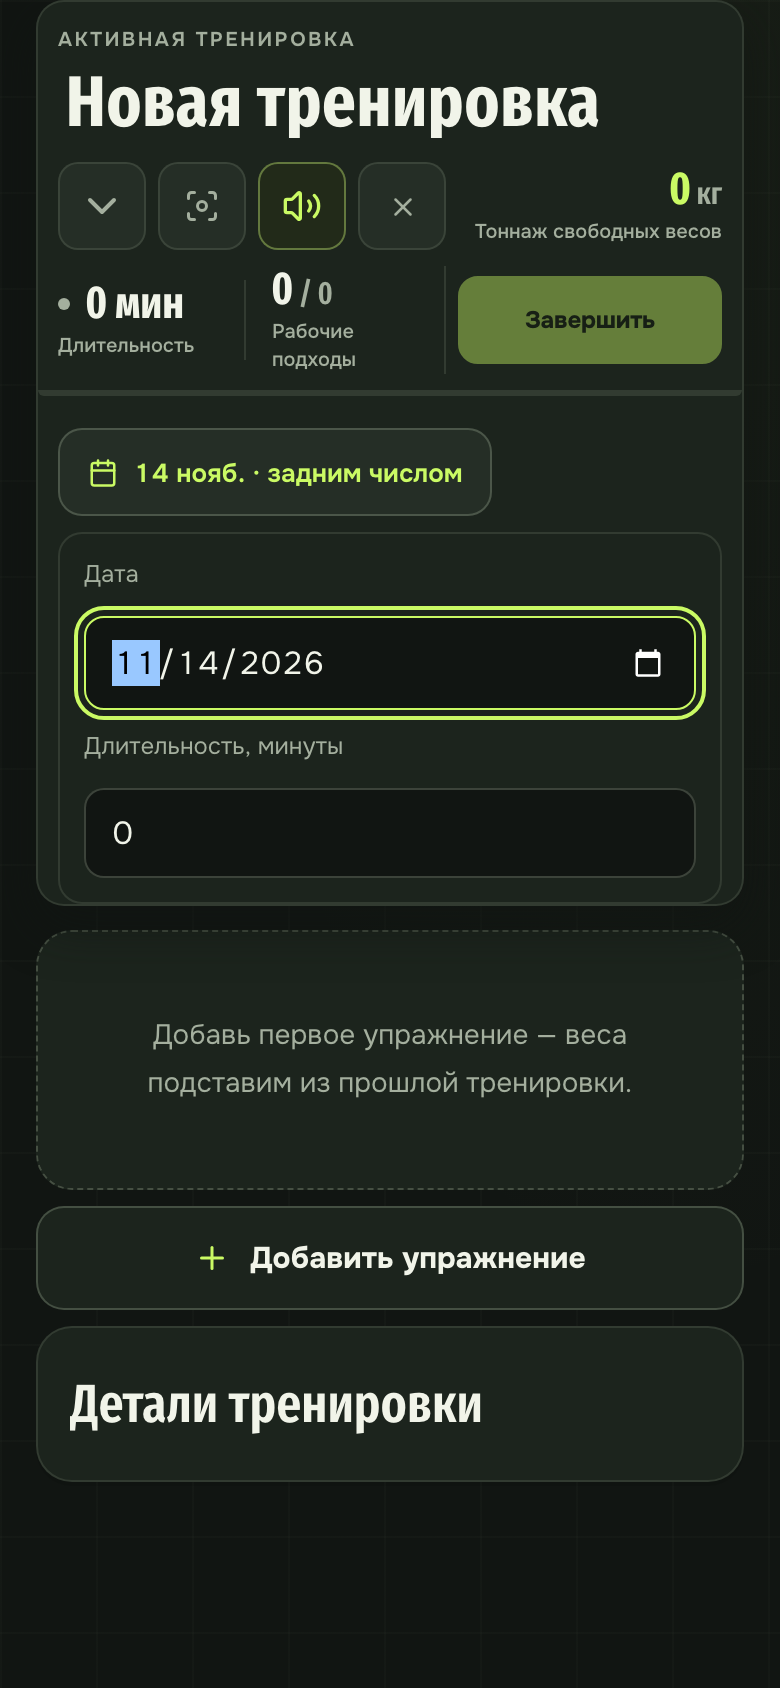 АКТИВНАЯ ТРЕНИРОВКА
Новая тренировка
0 кг
Тоннаж свободных весов
0 мин
Длительность
0 / 0
Рабочие
подходы
Завершить
14 нояб. · задним числом
Дата
11/14/2026
Длительность, минуты
0
Добавь первое упражнение — веса
подставим из прошлой тренировки.
Добавить упражнение
Детали тренировки